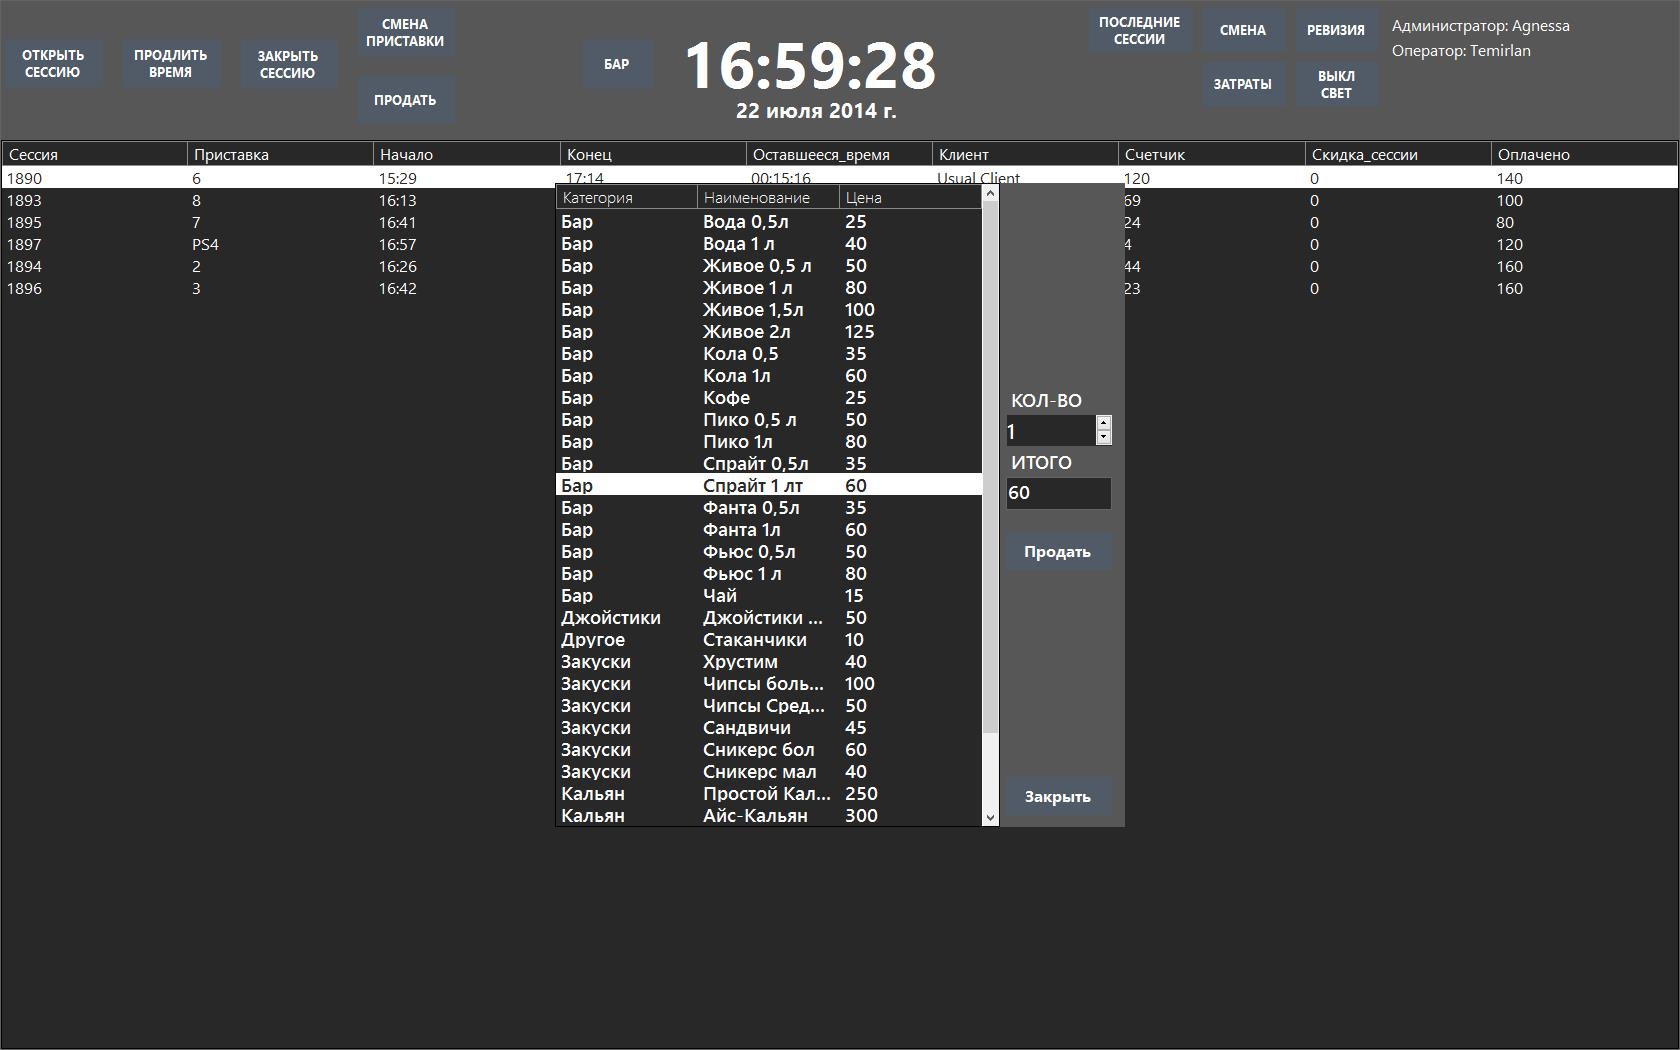 ОТКРЫТЬ
СЕССИЮ
ПРОДЛИТЬ
ВРЕМЯ
ЗАКРЫТЬ
СЕССИЮ
СМЕНА
ПРИСТАВКИ
ПРОДАТЬ
БАР
16:59:28
22 июля 2014 г.
ПОСЛЕДНИЕ
СЕССИИ
СМЕНА
РЕВИЗИЯ
ЗАТРАТЫ
ВЫКЛ
СВЕТ
Администратор: Agnessa
Оператор: Temirlan
Сессия Приставка Начало Конец Оставшееся_время Клиент Счетчик Скидка_сессии Оплачено
1890 6 15:29 17:14 00:15:16 Usual Client 120 0 140
1893 8 16:13 69 0 100
1895 7 16:41 24 0 80
1897 PS4 16:57 4 0 120
1894 2 16:26 44 0 160
1896 3 16:42 23 0 160
Категория Наименование Цена
Бар Вода 0,5л 25
Бар Вода 1 л 40
Бар Живое 0,5 л 50
Бар Живое 1 л 80
Бар Живое 1,5л 100
Бар Живое 2л 125
Бар Кола 0,5 35
Бар Кола 1л 60
Бар Кофе 25
Бар Пико 0,5 л 50
Бар Пико 1л 80
Бар Спрайт 0,5л 35
Бар Спрайт 1 лт 60
Бар Фанта 0,5л 35
Бар Фанта 1л 60
Бар Фьюс 0,5л 50
Бар Фьюс 1 л 80
Бар Чай 15
Джойстики Джойстики ... 50
Другое Стаканчики 10
Закуски Хрустим 40
Закуски Чипсы боль... 100
Закуски Чипсы Сред... 50
Закуски Сандвичи 45
Закуски Сникерс бол 60
Закуски Сникерс мал 40
Кальян Простой Кал... 250
Кальян Айс-Кальян 300
КОЛ-ВО
1
ИТОГО
60
Продать
Закрыть